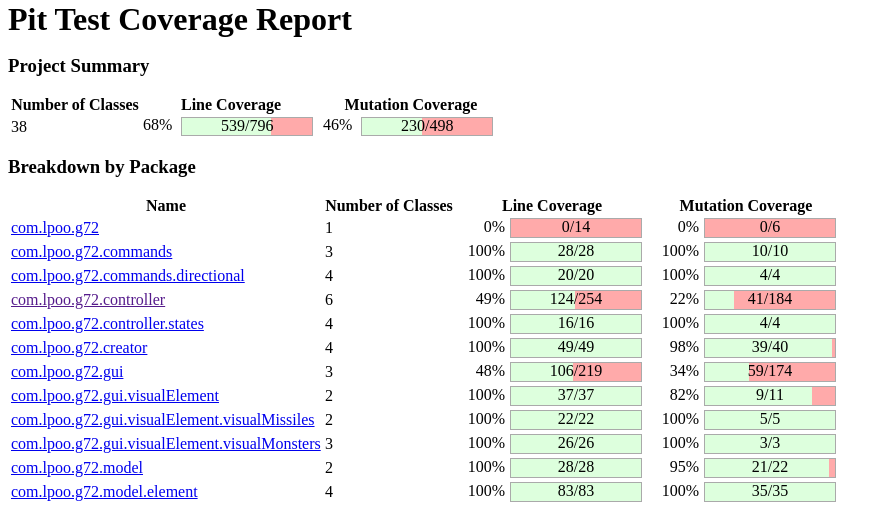 Pit Test Coverage Report
Project Summary
Number of Classes Line Coverage Mutation Coverage
38 68% 539/796 46% 230/498
Breakdown by Package
Name Number of Classes Line Coverage Mutation Coverage
com.lpoo.g72 1 0% 0/14 0% 0/6
com.lpoo.g72.commands 3 100% 28/28 100% 10/10
com.lpoo.g72.commands.directional 4 100% 20/20 100% 4/4
com.lpoo.g72.controller 6 49% 124/254 22% 41/184
com.lpoo.g72.controller.states 4 100% 16/16 100% 4/4
com.lpoo.g72.creator 4 100% 49/49 98% 39/40
com.lpoo.g72.gui 3 48% 106/219 34% 59/174
com.lpoo.g72.gui.visualElement 2 100% 37/37 82% 9/11
com.lpoo.g72.gui.visualElement.visualMissiles 2 100% 22/22 100% 5/5
com.lpoo.g72.gui.visualElement.visualMonsters 3 100% 26/26 100% 3/3
com.lpoo.g72.model 2 100% 28/28 95% 21/22
com.lpoo.g72.model.element 4 100% 83/83 100% 35/35